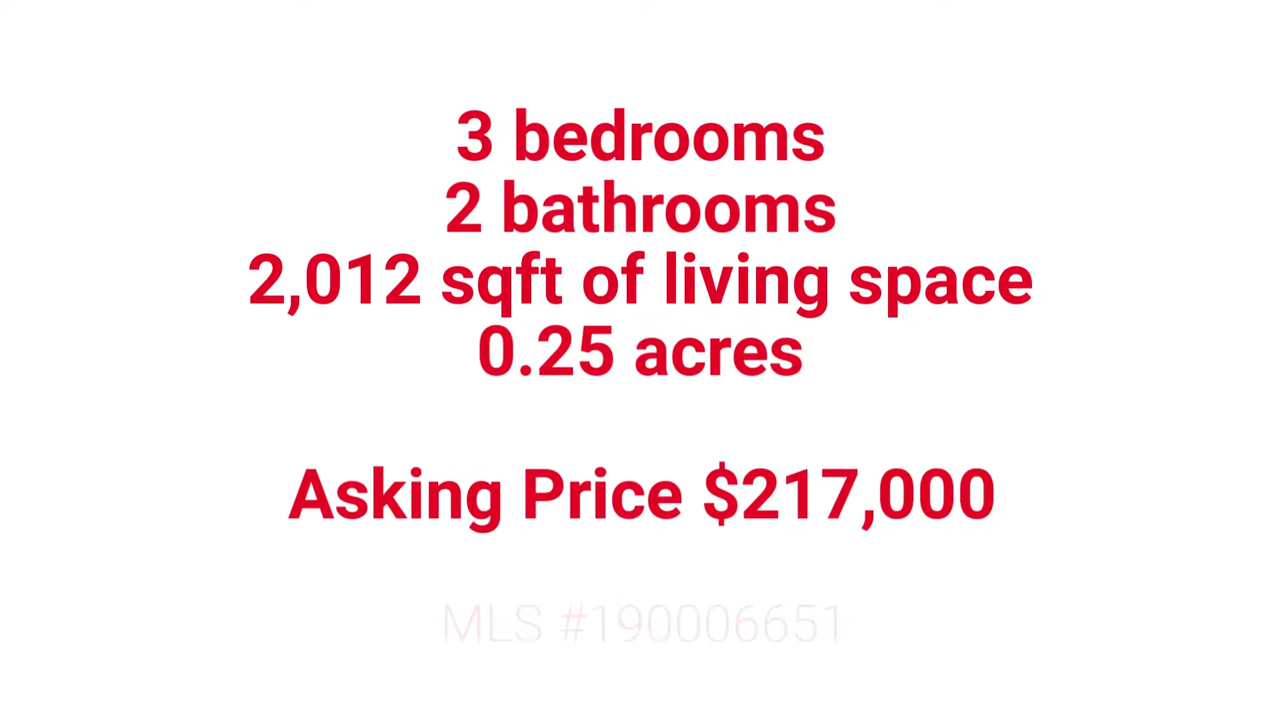 3 bedrooms
2 bathrooms
2,012 sqft of living space
0.25 acres
Asking Price $217,000
MLS #190006651